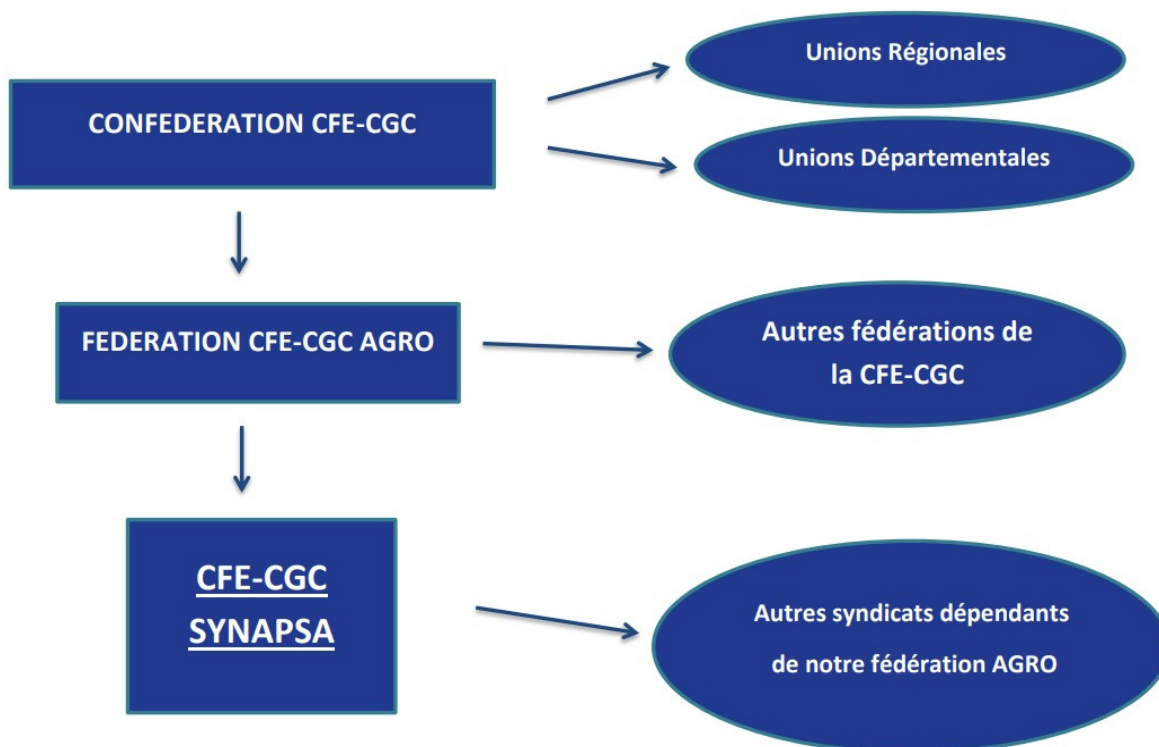 Unions Régionales
CONFEDERATION CFE-CGC
Unions Départementales
FEDERATION CFE-CGC AGRO
Autres fédérations de
la CFE-CGC
CFE-CGC
SYNAPSA
Autres syndicats dépendants
de notre fédération AGRO